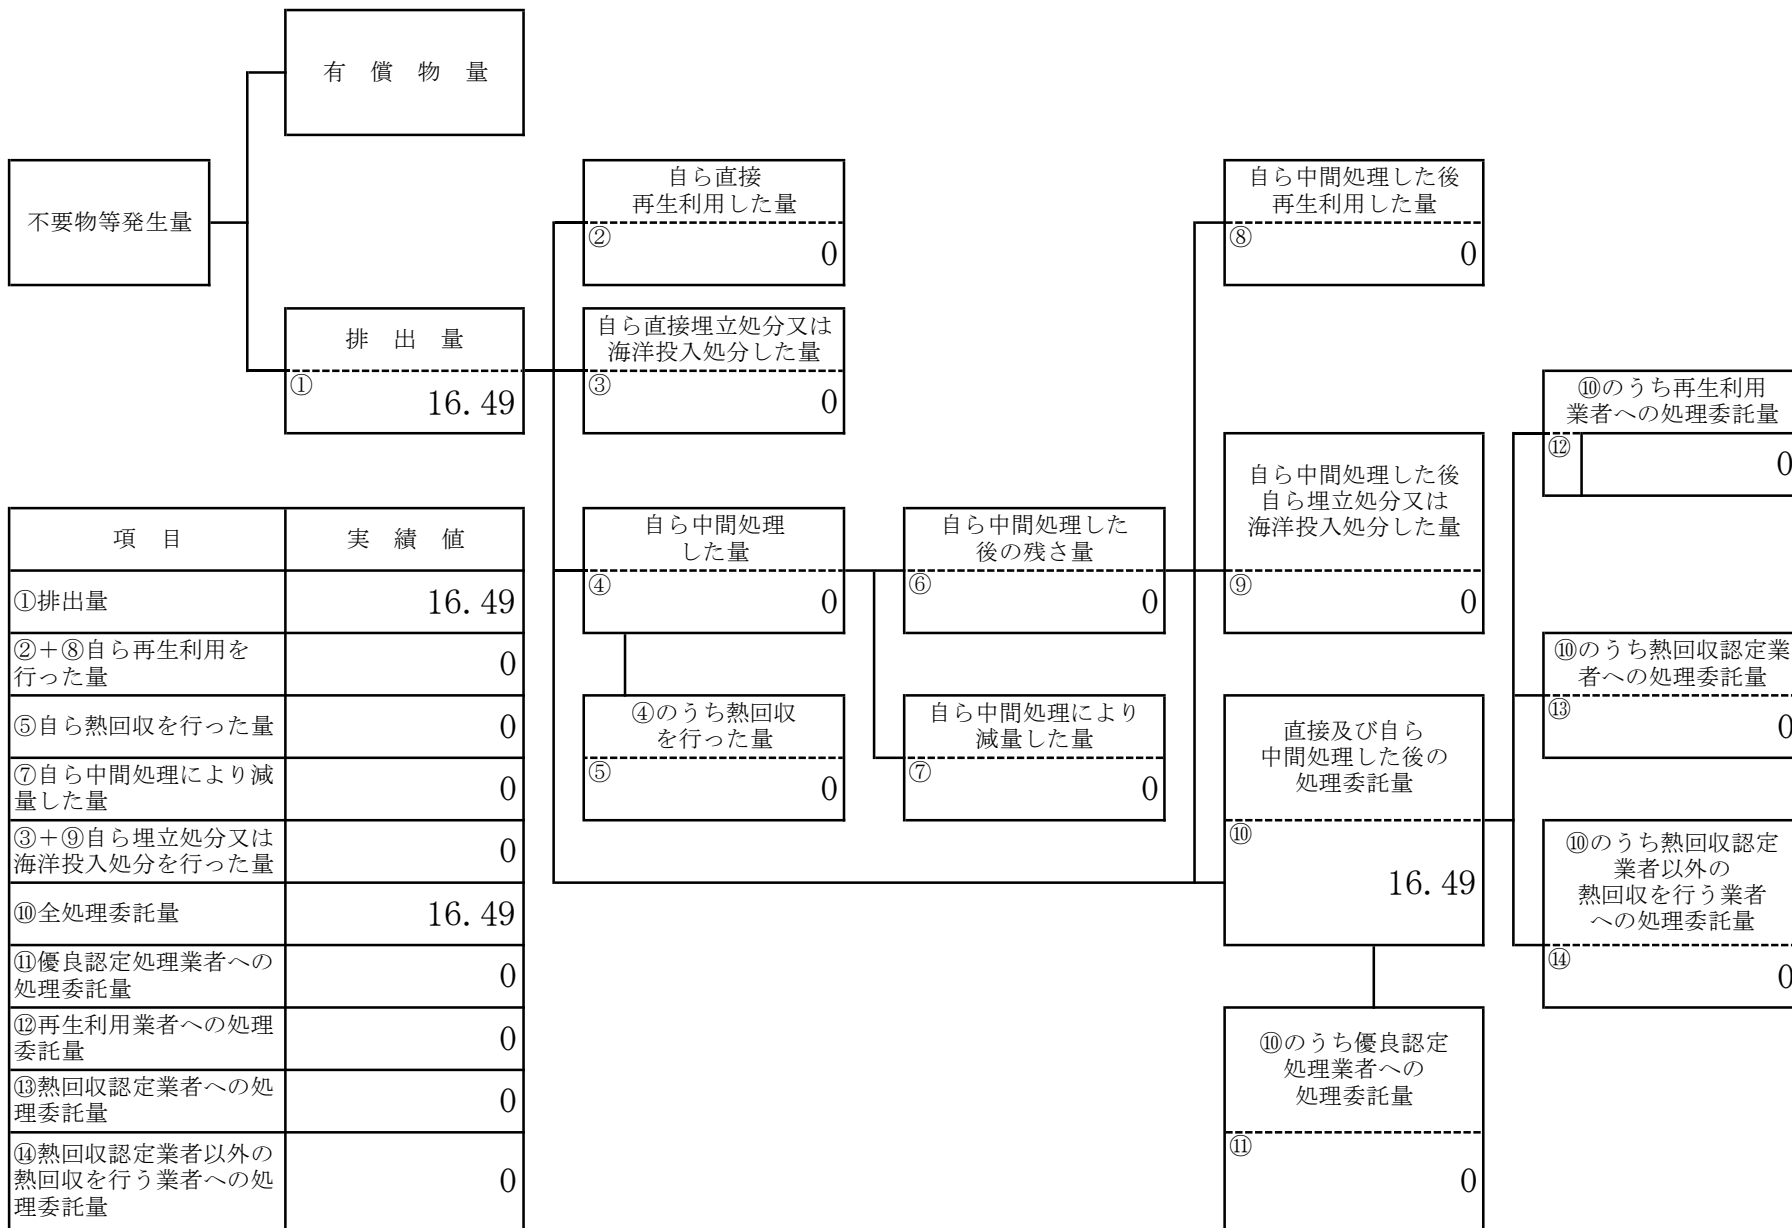 有　償　物　量
不要物等発生量
排　出　量
①
16.49
自ら直接
再生利用した量
②
0
自ら直接埋立処分又は
海洋投入処分した量
③
0
自ら中間処理
した量
④
0
④のうち熱回収
を行った量
⑤
0
自ら中間処理した
後の残さ量
⑥
0
自ら中間処理により
減量した量
⑦
0
自ら中間処理した後
再生利用した量
⑧
0
自ら中間処理した後
自ら埋立処分又は
海洋投入処分した量
⑨
0
直接及び自ら
中間処理した後の
処理委託量
⑩
16.49
⑩のうち優良認定
処理業者への
処理委託量
⑪
0
⑩のうち再生利用
業者への処理委託量
⑫
0
⑩のうち熱回収認定業
者への処理委託量
⑬
0
⑩のうち熱回収認定
業者以外の
熱回収を行う業者
への処理委託量
⑭
0
項　目　実　績　値
①排出量　16.49
②＋⑧自ら再生利用を
行った量
0
⑤自ら熱回収を行った量　0
⑦自ら中間処理により減
量した量
0
③＋⑨自ら埋立処分又は
海洋投入処分を行った量
0
⑩全処理委託量　16.49
⑪優良認定処理業者への
処理委託量
0
⑫再生利用業者への処理
委託量
0
⑬熱回収認定業者への処
理委託量
0
⑭熱回収認定業者以外の
熱回収を行う業者への処
理委託量
0